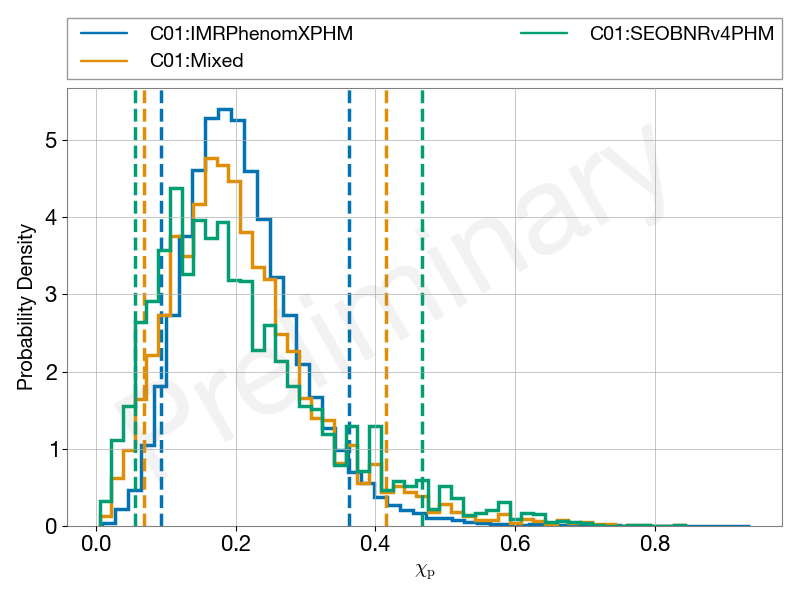 C01:IMRPhenomXPHM
C01:Mixed
C01:SEOBNRv4PHM
Preliminary
Probability Density
5
4
3
2
1
0
0.0 0.2 0.4 0.6 0.8
χp